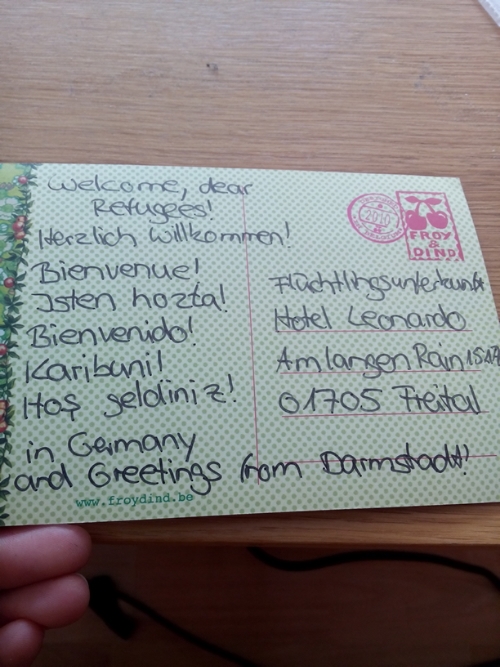 Welcome, dear
Refugees!
Herzlich Willkommen!
Bienvenue!
Isten hozta!
Bienvenido!
Karibuni!
Hoş geldiniz!
in Germany
and Greetings from Darmstadt!
www.froydind.be
2010
FROY
&
DIND
Flüchtlingsunterkunft
Hotel Leonardo
Am langen Rain
01705 Freital